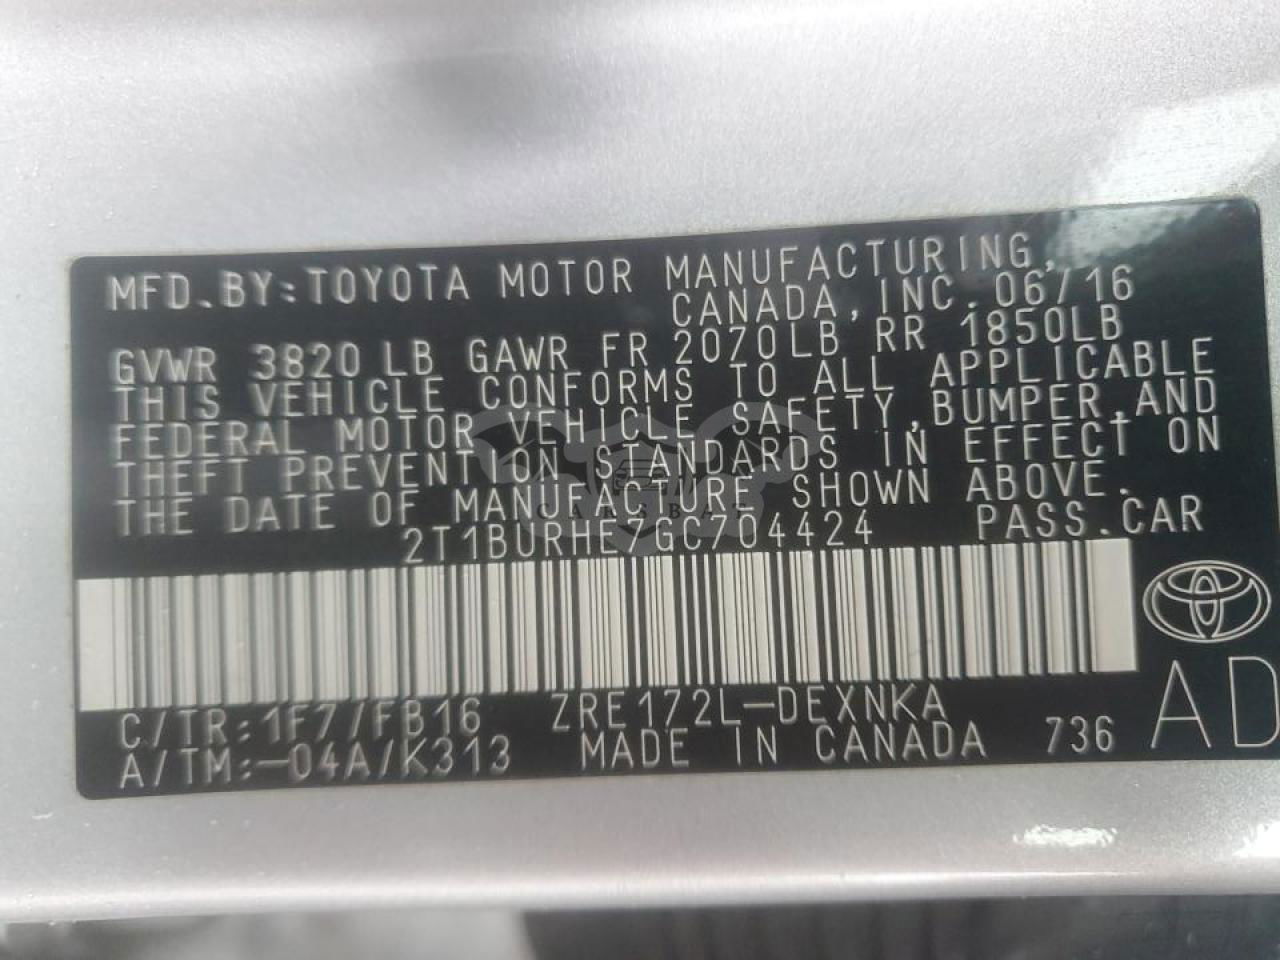 MFD.BY:TOYOTA MOTOR MANUFACTURING,
CANADA, INC. 06/16
GVWR 3820 LB GAWR FR 2070LB RR 1850LB
THIS VEHICLE CONFORMS TO ALL APPLICABLE
FEDERAL MOTOR VEHICLE SAFETY,BUMPER,AND
THEFT PREVENTION STANDARDS IN EFFECT ON
THE DATE OF MANUFACTURE SHOWN ABOVE.
2T1BURHE7GC704424 PASS.CAR
CARSBAT
C/TR:1F7/FB16 ZRE172L-DEXNKA
A/TM:-04A/K313 MADE IN CANADA 736
AD